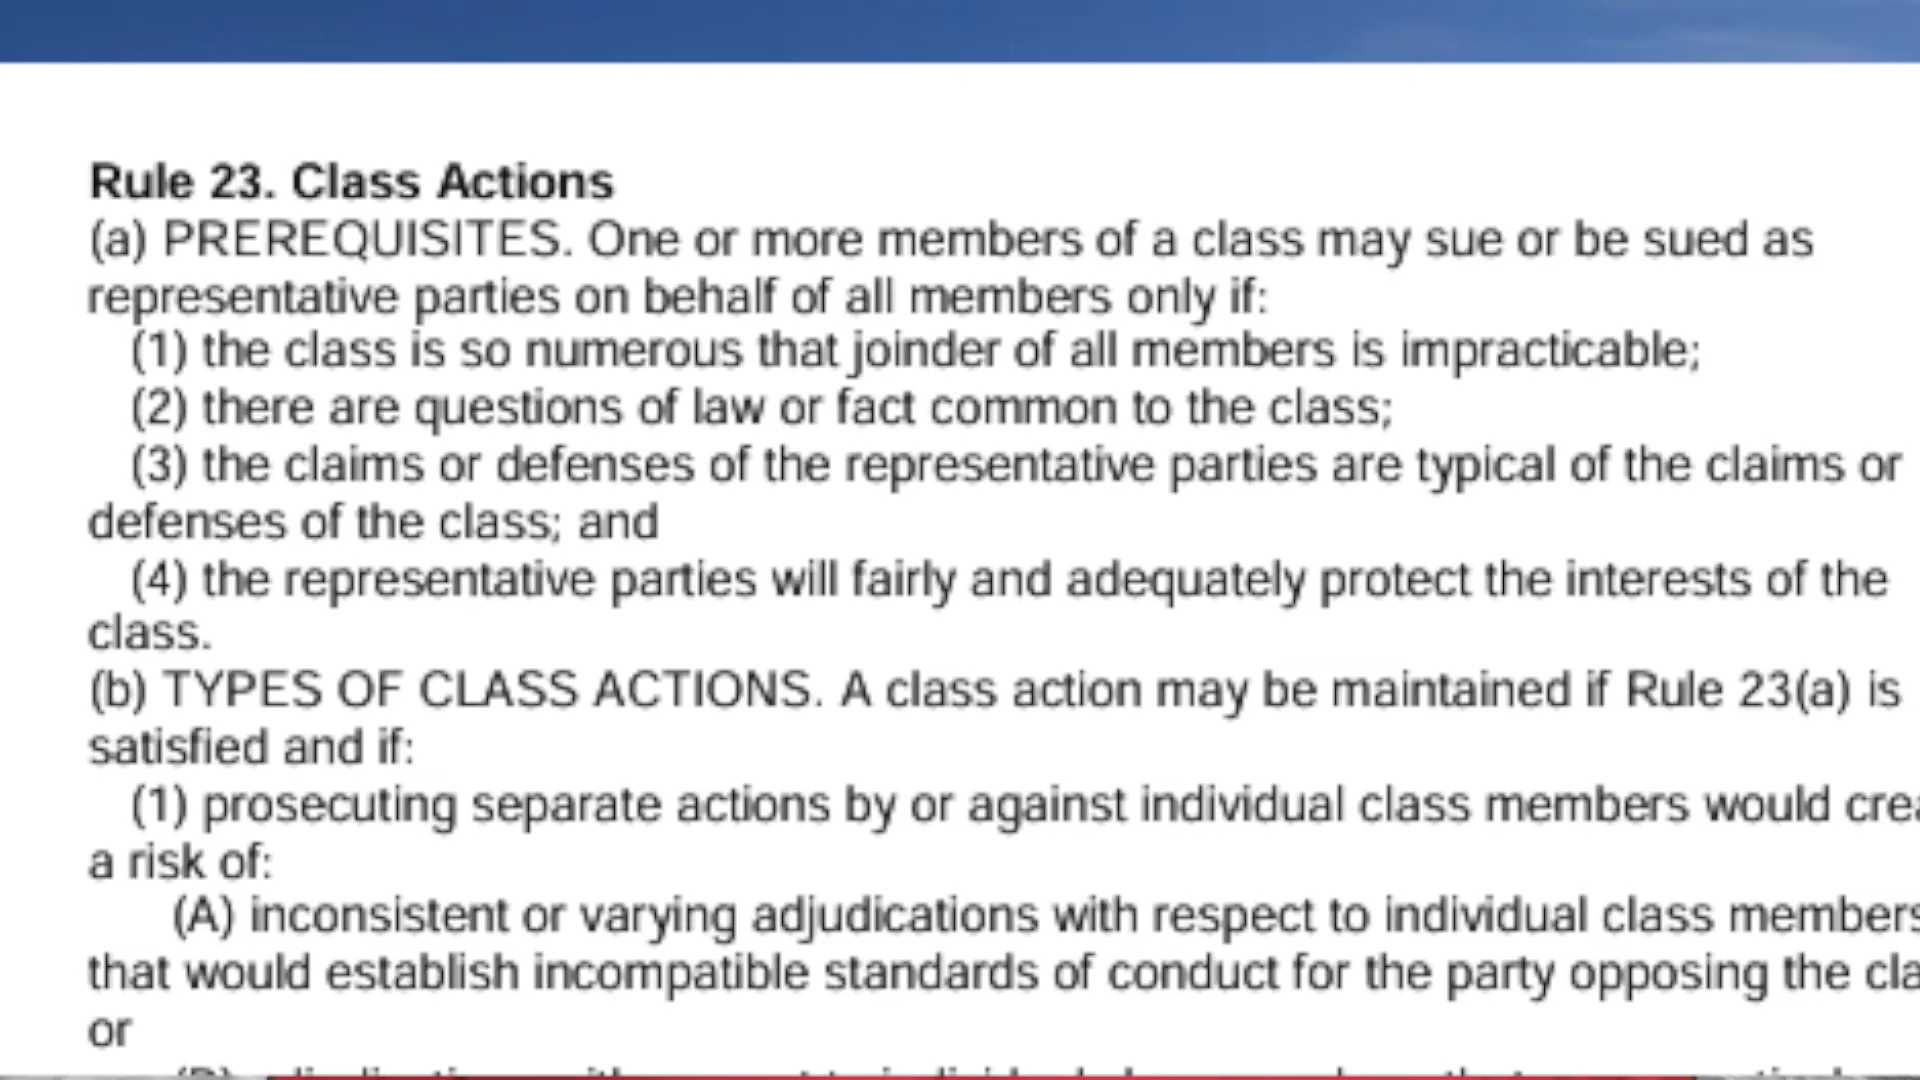 Rule 23. Class Actions
(a) PREREQUISITES. One or more members of a class may sue or be sued as
representative parties on behalf of all members only if:
(1) the class is so numerous that joinder of all members is impracticable;
(2) there are questions of law or fact common to the class;
(3) the claims or defenses of the representative parties are typical of the claims or
defenses of the class; and
(4) the representative parties will fairly and adequately protect the interests of the
class.
(b) TYPES OF CLASS ACTIONS. A class action may be maintained if Rule 23(a) is
satisfied and if:
(1) prosecuting separate actions by or against individual class members would
a risk of:
(A) inconsistent or varying adjudications with respect to individual class members
that would establish incompatible standards of conduct for the party opposing the
or